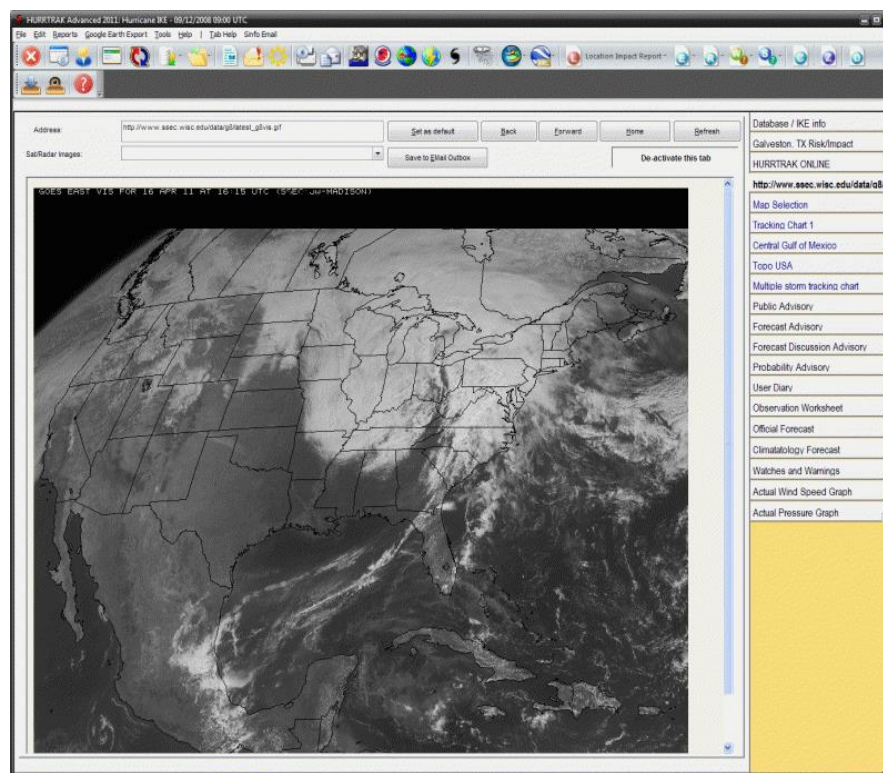 HURRTRAK Advanced 2011: Hurricane IKE - 09/12/2008 09:00 UTC
File Edit Reports Google Earth Export Tools Help | Tab Help Sinfo Email
Location Impact Report
Address:
http://www.ssec.wisc.edu/data/g8/latest_g8vis.gif
Set as default Back Forward Home Refresh
Sat/Radar Images:
Save to EMail Outbox
De-activate this tab
GOES EAST VIS FOR 16 APR 11 AT 16:15 UTC (SSEC UW-MADISON)
Database / IKE info
Galveston, TX Risk/Impact
HURRTRAK ONLINE
http://www.ssec.wisc.edu/data/g8
Map Selection
Tracking Chart 1
Central Gulf of Mexico
Topo USA
Multiple storm tracking chart
Public Advisory
Forecast Advisory
Forecast Discussion Advisory
Probability Advisory
User Diary
Observation Worksheet
Official Forecast
Climatatology Forecast
Watches and Warnings
Actual Wind Speed Graph
Actual Pressure Graph